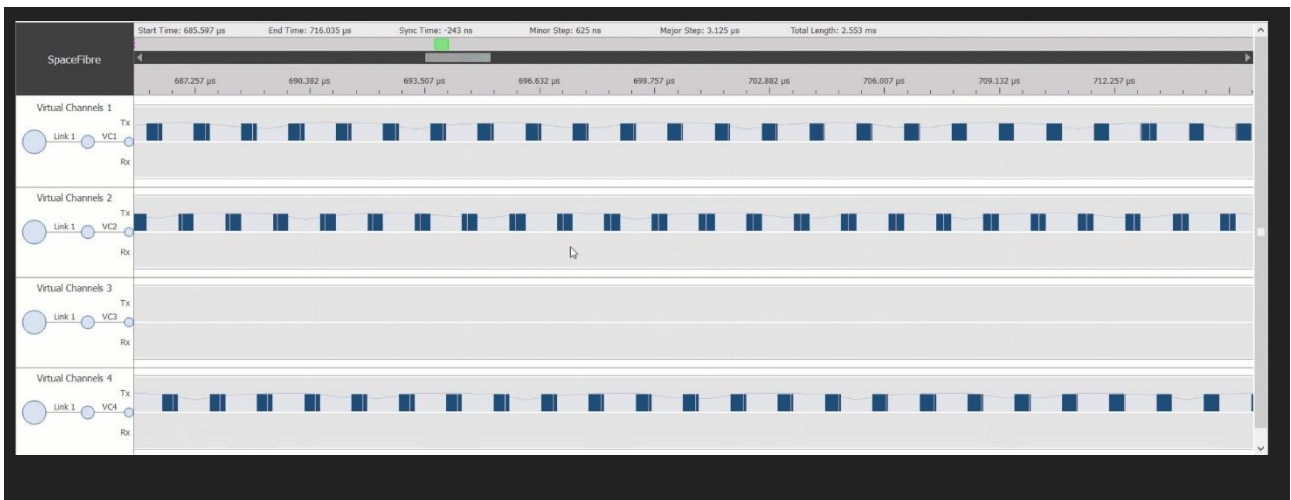 Start Time: 685.597 µs End Time: 716.035 µs Sync Time: -243 ns Minor Step: 625 ns Major Step: 3.125 µs Total Length: 2.553 ms
SpaceFibre
687.257 µs 690.382 µs 693.507 µs 696.632 µs 699.757 µs 702.882 µs 706.007 µs 709.132 µs 712.257 µs
Virtual Channels 1
Tx
Link 1 VC1
Rx
Virtual Channels 2
Tx
Link 1 VC2
Rx
Virtual Channels 3
Tx
Link 1 VC3
Rx
Virtual Channels 4
Tx
Link 1 VC4
Rx